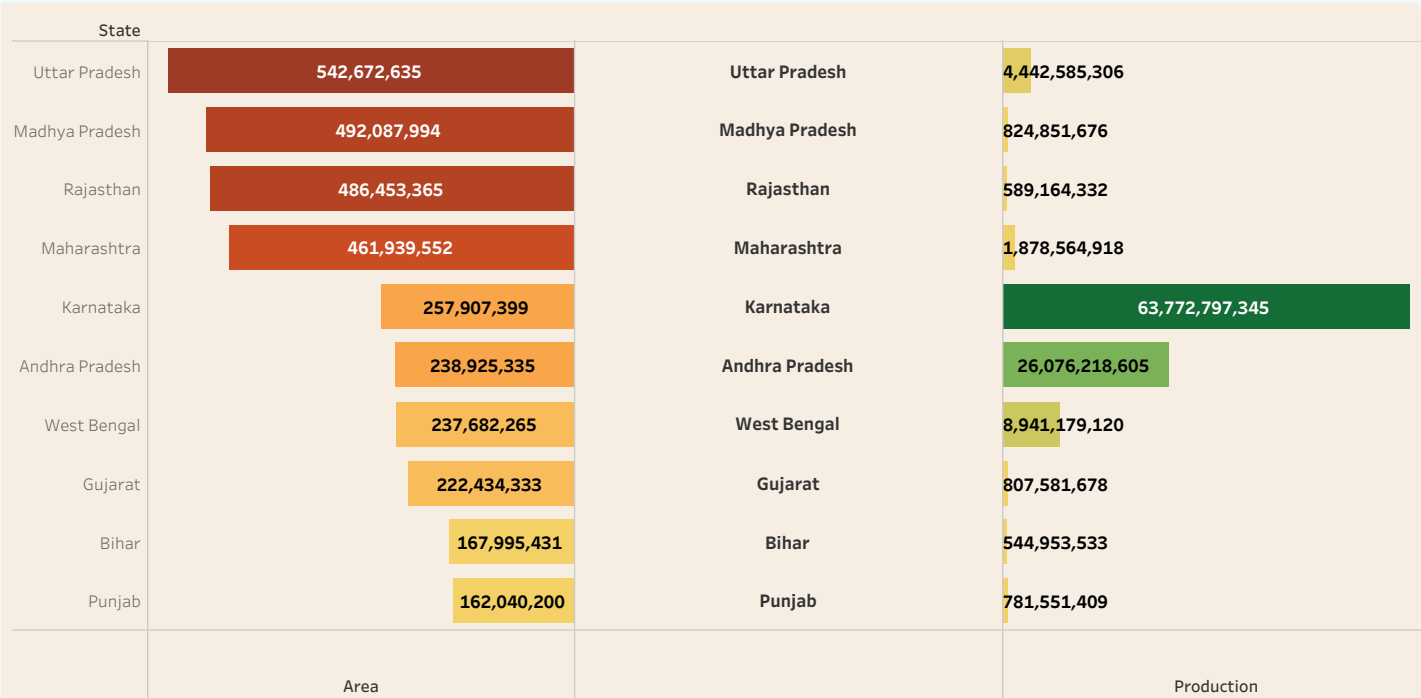 State
Uttar Pradesh 542,672,635 Uttar Pradesh 4,442,585,306
Madhya Pradesh 492,087,994 Madhya Pradesh 824,851,676
Rajasthan 486,453,365 Rajasthan 589,164,332
Maharashtra 461,939,552 Maharashtra 1,878,564,918
Karnataka 257,907,399 Karnataka 63,772,797,345
Andhra Pradesh 238,925,335 Andhra Pradesh 26,076,218,605
West Bengal 237,682,265 West Bengal 8,941,179,120
Gujarat 222,434,333 Gujarat 807,581,678
Bihar 167,995,431 Bihar 544,953,533
Punjab 162,040,200 Punjab 781,551,409
Area Production